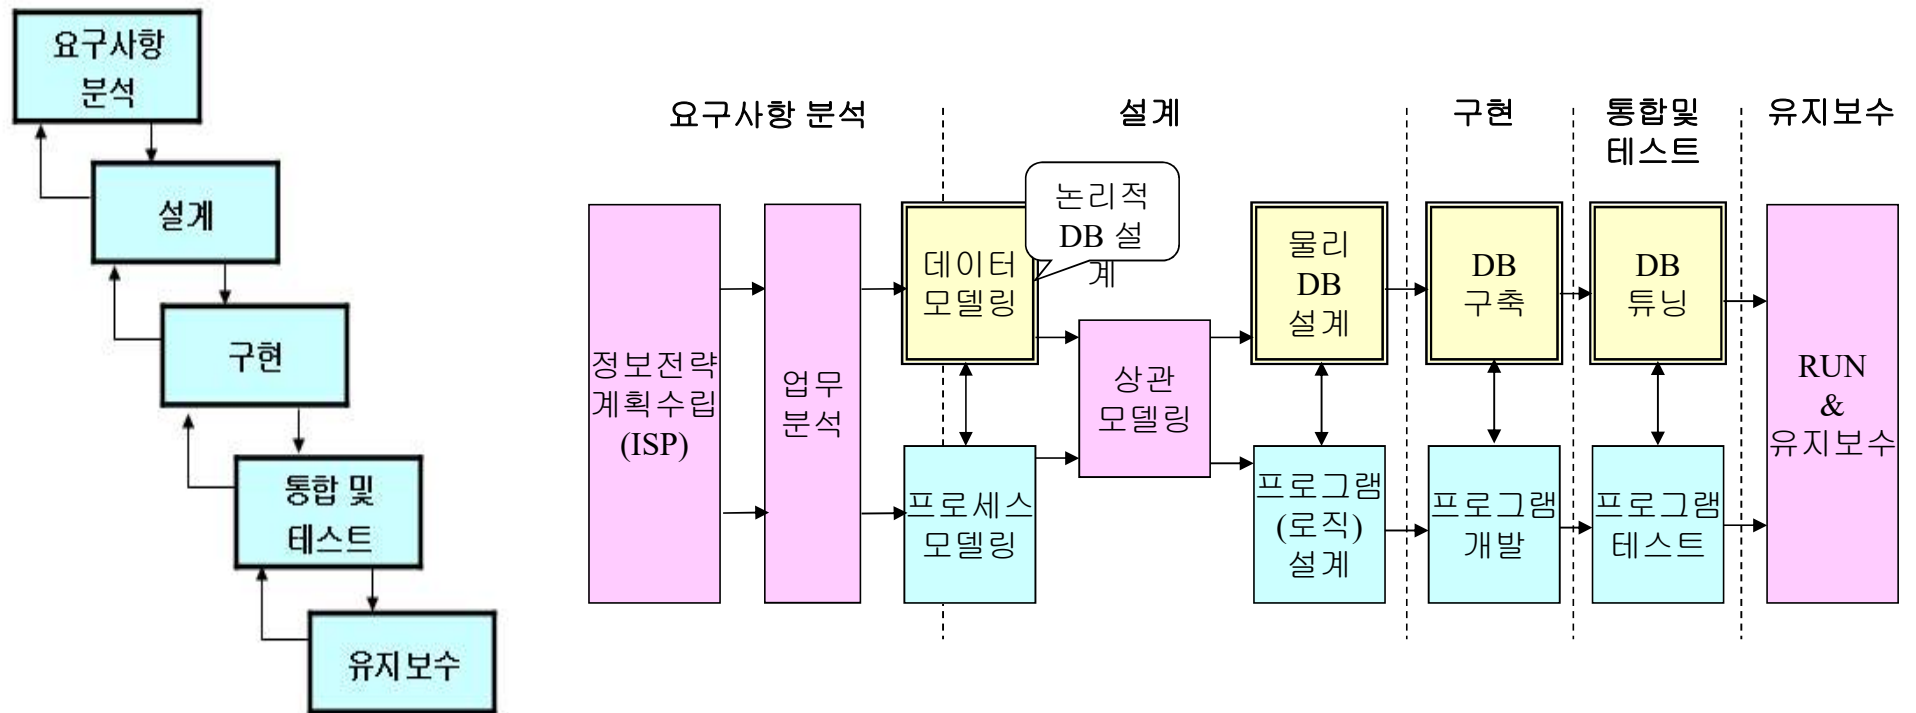 요구사항
분석
설계
구현
통합 및
테스트
유지보수
요구사항 분석
설계
구현
통합및
테스트
유지보수
정보전략
계획수립
(ISP)
업무
분석
데이터
모델링
논리적
DB 설
계
프로세스
모델링
상관
모델링
물리
DB
설계
프로그램
(로직)
설계
DB
구축
프로그램
개발
DB
튜닝
프로그램
테스트
RUN
&
유지보수